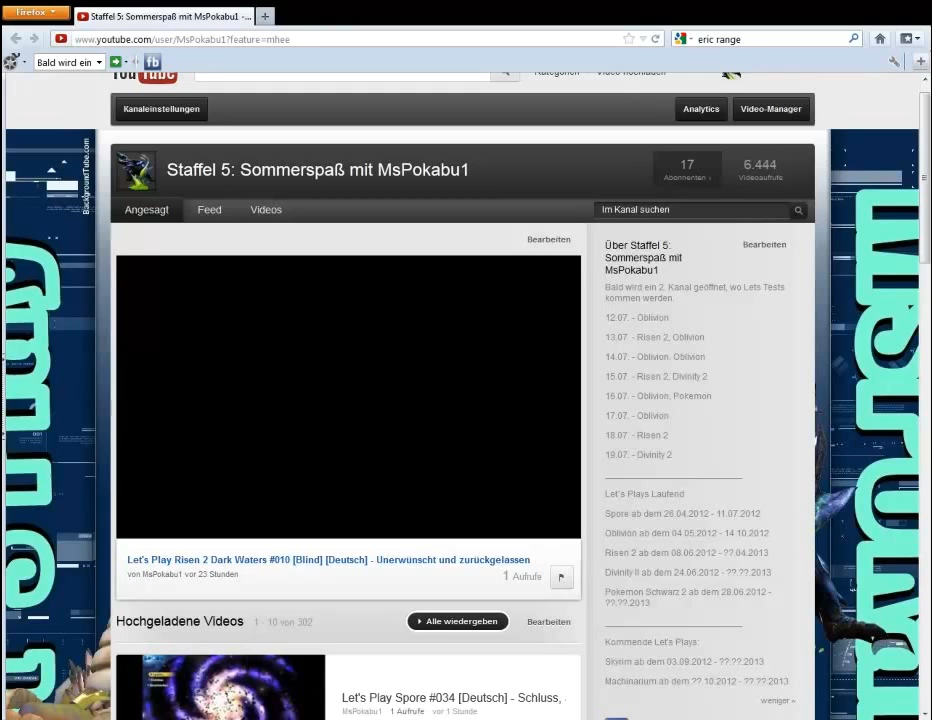 Firefox
Staffel 5: Sommerspaß mit MsPokabu1 -...
www.youtube.com/user/MsPokabu1?feature=mhee
eric range
Bald wird ein
fb
YouTube
Kategorien
Video hochladen
Kanaleinstellungen
Analytics
Video-Manager
BackgroundTube.com
Staffel 5: Sommerspaß mit MsPokabu1
17
Abonnenten
6.444
Videoaufrufe
Angesagt
Feed
Videos
Im Kanal suchen
Bearbeiten
Let's Play Risen 2 Dark Waters #010 [Blind] [Deutsch] - Unerwünscht und zurückgelassen
von MsPokabu1 vor 23 Stunden
1 Aufrufe
Hochgeladene Videos
1 - 10 von 302
Alle wiedergeben
Bearbeiten
Let's Play Spore #034 [Deutsch] - Schluss,
MsPokabu1 1 Aufrufe vor 1 Stunde
Über Staffel 5:
Sommerspaß mit
MsPokabu1
Bearbeiten
Bald wird ein 2. Kanal geöffnet, wo Lets Tests
kommen werden.
12.07. - Oblivion
13.07. - Risen 2, Oblivion
14.07. - Oblivion. Oblivion
15.07. - Risen 2, Divinity 2
16.07. - Oblivion, Pokemon
17.07. - Oblivion
18.07. - Risen 2
19.07. - Divinity 2
Let's Plays Laufend
Spore ab dem 26.04.2012 - 11.07.2012
Oblivion ab dem 04.05.2012 - 14.10.2012
Risen 2 ab dem 08.06.2012 - ??.04.2013
Divinity II ab dem 24.06.2012 - ??.??.2013
Pokemon Schwarz 2 ab dem 28.06.2012 -
??.??.2013
Kommende Let's Plays:
Skyrim ab dem 03.09.2012 - ??.??.2013
Machinarium ab dem ??.10.2012 - ??.??.2013
weniger